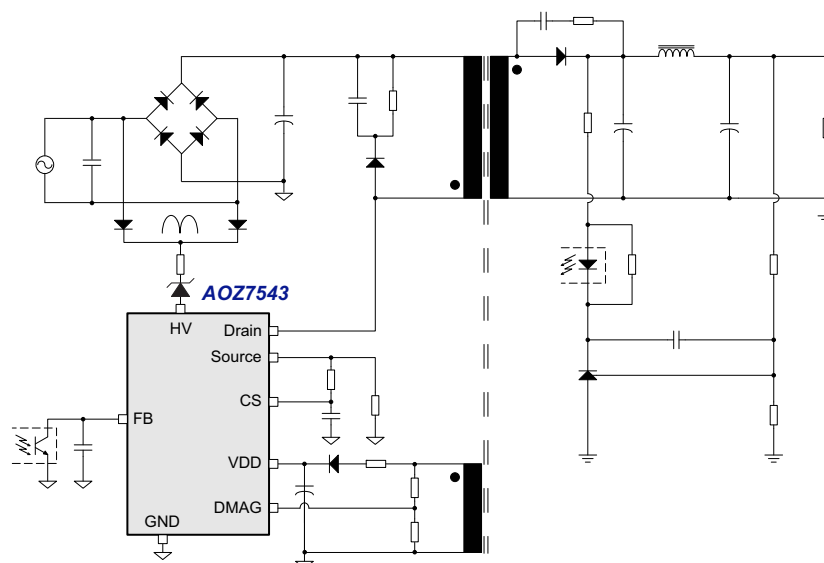 AOZ7543
HV
Drain
Source
CS
FB
VDD
DMAG
GND